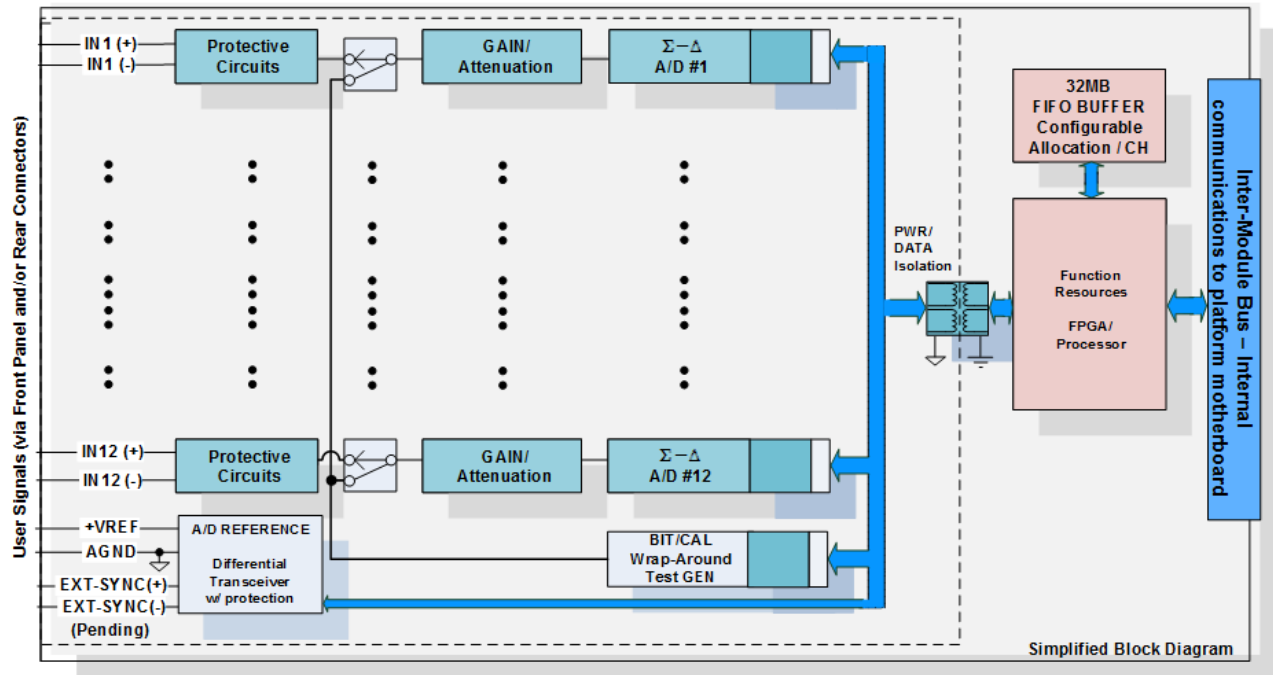 User Signals (via Front Panel and/or Rear Connectors)
IN1 (+)
IN1 (-)
Protective
Circuits
GAIN/
Attenuation
Σ–Δ
A/D #1
32MB
FIFO BUFFER
Configurable
Allocation / CH
Inter-Module Bus – Internal
communications to platform motherboard
PWR/
DATA
Isolation
Function
Resources
FPGA/
Processor
IN12 (+)
IN12 (-)
Protective
Circuits
GAIN/
Attenuation
Σ–Δ
A/D #12
+VREF
AGND
EXT-SYNC(+)
EXT-SYNC(-)
(Pending)
A/D REFERENCE
Differential
Transceiver
w/ protection
BIT/CAL
Wrap-Around
Test GEN
Simplified Block Diagram